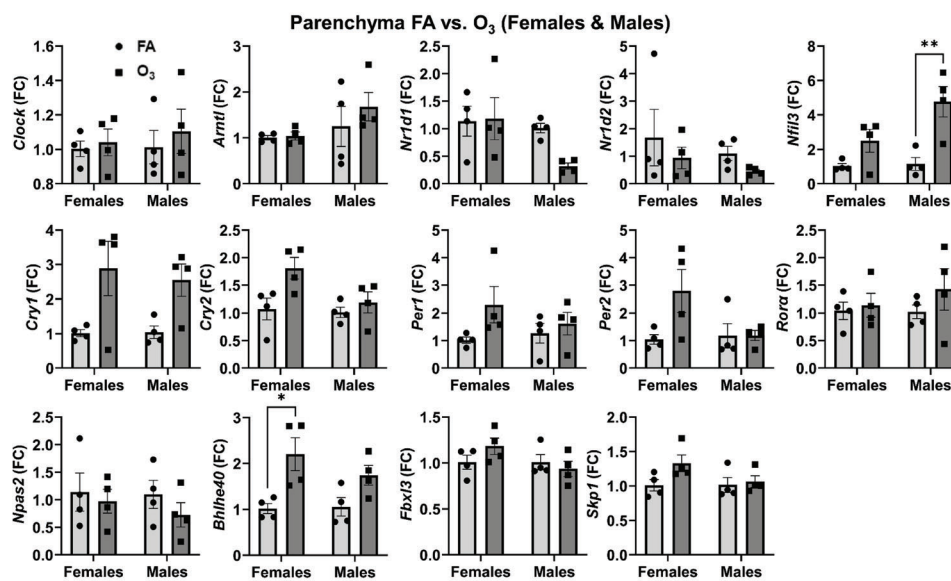 Parenchyma FA vs. O₃ (Females & Males)
FA
O₃
Clock (FC)
1.6
1.4
1.2
1.0
0.8
Females Males
Arntl (FC)
3
2
1
0
Females Males
Nr1d1 (FC)
2.5
2.0
1.5
1.0
0.5
0.0
Females Males
Nr1d2 (FC)
5
4
3
2
1
0
Females Males
Nfil3 (FC)
8
6
4
2
0
**
Females Males
Cry1 (FC)
4
3
2
1
0
Females Males
Cry2 (FC)
2.5
2.0
1.5
1.0
0.5
0.0
Females Males
Per1 (FC)
5
4
3
2
1
0
Females Males
Per2 (FC)
5
4
3
2
1
0
Females Males
Rorα (FC)
2.5
2.0
1.5
1.0
0.5
0.0
Females Males
Npas2 (FC)
2.5
2.0
1.5
1.0
0.5
0.0
Females Males
Bhlhe40 (FC)
3
2
1
0
*
Females Males
Fbxl3 (FC)
1.5
1.0
0.5
0.0
Females Males
Skp1 (FC)
2.0
1.5
1.0
0.5
0.0
Females Males